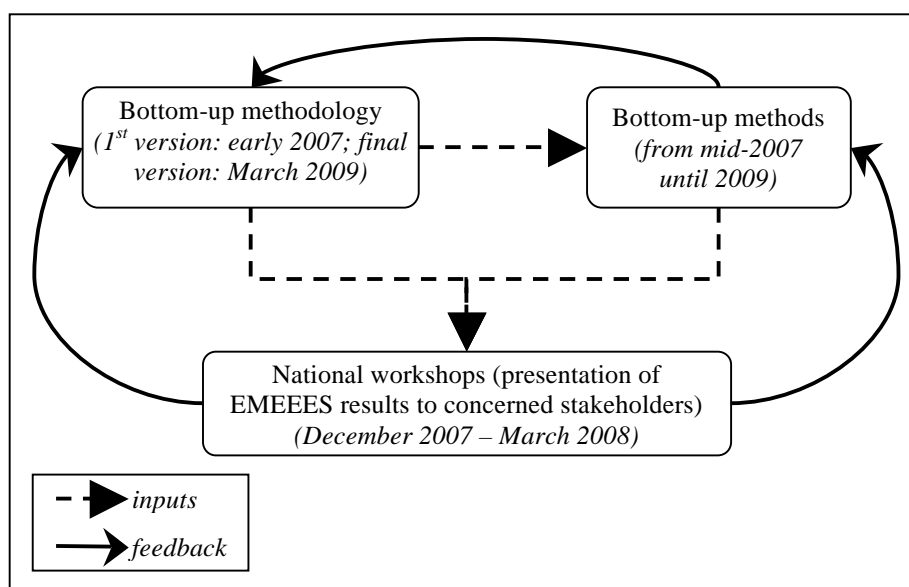 Bottom-up methodology
(1st version: early 2007; final
version: March 2009)
Bottom-up methods
(from mid-2007
until 2009)
National workshops (presentation of
EMEEES results to concerned stakeholders)
(December 2007 – March 2008)
inputs
feedback